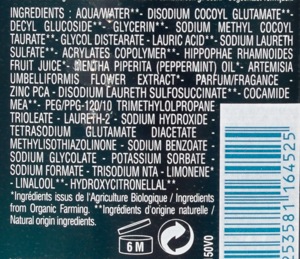 INGREDIENTS : AQUA/WATER** - DISODIUM COCOYL GLUTAMATE** -
DECYL GLUCOSIDE** - GLYCERIN** - SODIUM METHYL COCOYL
TAURATE** - GLYCOL DISTEARATE - LAURIC ACID** - SODIUM LAURETH
SULFATE** - ACRYLATES COPOLYMER - HIPPOPHAE RHAMNOIDES
FRUIT JUICE* - MENTHA PIPERITA (PEPPERMINT) OIL* - ARTEMISIA
UMBELLIFORMIS FLOWER EXTRACT* - PARFUM/FRAGANCE
ZINC PCA - DISODIUM LAURETH SULFOSUCCINATE** - COCAMIDE
MEA** - PEG/PPG-120/10 TRIMETHYLOLPROPANE
TRIOLEATE - LAURETH-2 - SODIUM HYDROXIDE -
TETRASODIUM GLUTAMATE DIACETATE -
METHYLISOTHIAZOLINONE - SODIUM BENZOATE
- SODIUM GLYCOLATE - POTASSIUM SORBATE -
SODIUM FORMATE - TRISODIUM NTA - LIMONENE*
- LINALOOL** - HYDROXYCITRONELLAL**
*Ingrédients issus de l'Agriculture Biologique / Ingredients
from Organic Farming. **Ingrédients d'origine naturelle /
Natural origin ingredients.
6 M
50V0
253581 164525